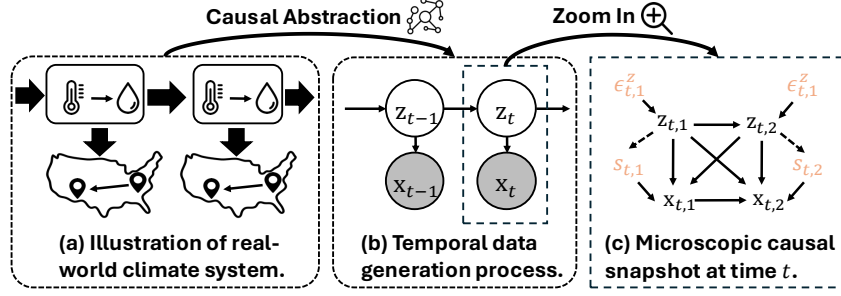 Causal Abstraction
Zoom In
z_{t−1}
z_t
x_{t−1}
x_t
ϵ^z_{t,1}
ϵ^z_{t,1}
z_{t,1}
z_{t,2}
s_{t,1}
s_{t,2}
x_{t,1}
x_{t,2}
(a) Illustration of real-
world climate system.
(b) Temporal data
generation process.
(c) Microscopic causal
snapshot at time t.